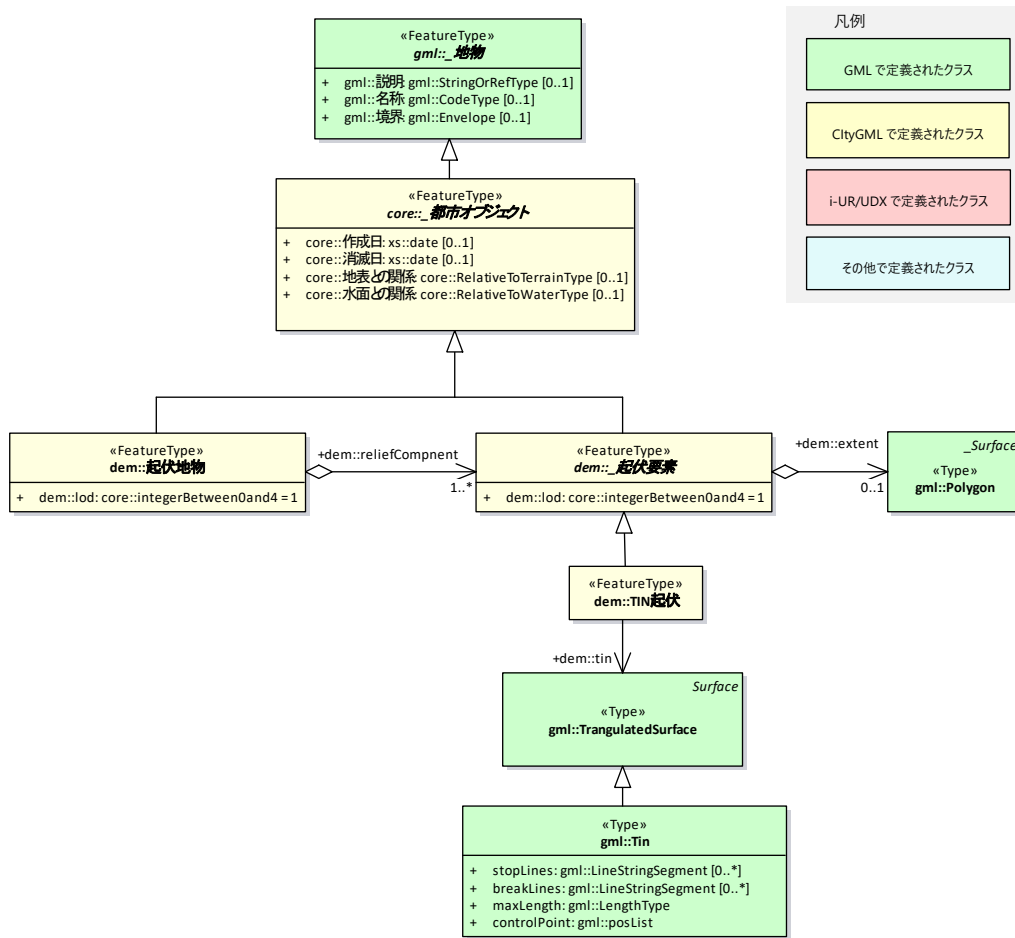 «FeatureType»
gml::_地物
+ gml::説明: gml::StringOrRefType [0..1]
+ gml::名称: gml::CodeType [0..1]
+ gml::境界: gml::Envelope [0..1]
凡例
GML で定義されたクラス
CItyGML で定義されたクラス
i-UR/UDX で定義されたクラス
その他で定義されたクラス
«FeatureType»
core::_都市オブジェクト
+ core::作成日: xs::date [0..1]
+ core::消滅日: xs::date [0..1]
+ core::地表との関係: core::RelativeToTerrainType [0..1]
+ core::水面との関係: core::RelativeToWaterType [0..1]
«FeatureType»
dem::起伏地物
+ dem::lod: core::integerBetween0and4 = 1
+dem::reliefCompnent
1..*
«FeatureType»
dem::_起伏要素
+ dem::lod: core::integerBetween0and4 = 1
+dem::extent
0..1
_Surface
«Type»
gml::Polygon
«FeatureType»
dem::TIN起伏
+dem::tin
Surface
«Type»
gml::TrangulatedSurface
«Type»
gml::Tin
+ stopLines: gml::LineStringSegment [0..*]
+ breakLines: gml::LineStringSegment [0..*]
+ maxLength: gml::LengthType
+ controlPoint: gml::posList